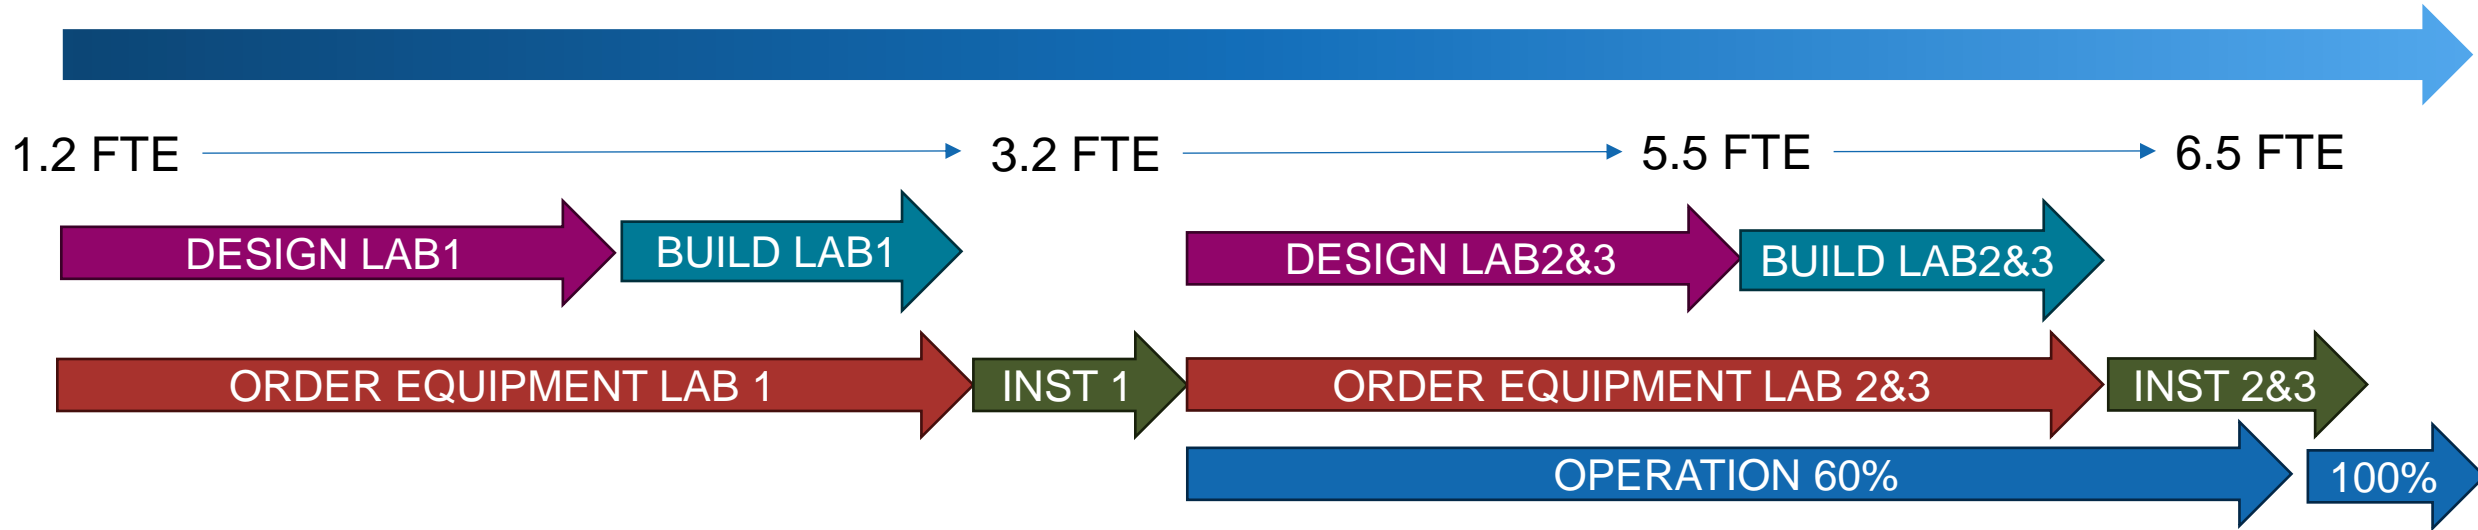 1.2 FTE 3.2 FTE 5.5 FTE 6.5 FTE
DESIGN LAB1 BUILD LAB1 DESIGN LAB2&3 BUILD LAB2&3
ORDER EQUIPMENT LAB 1 INST 1 ORDER EQUIPMENT LAB 2&3 INST 2&3
OPERATION 60% 100%